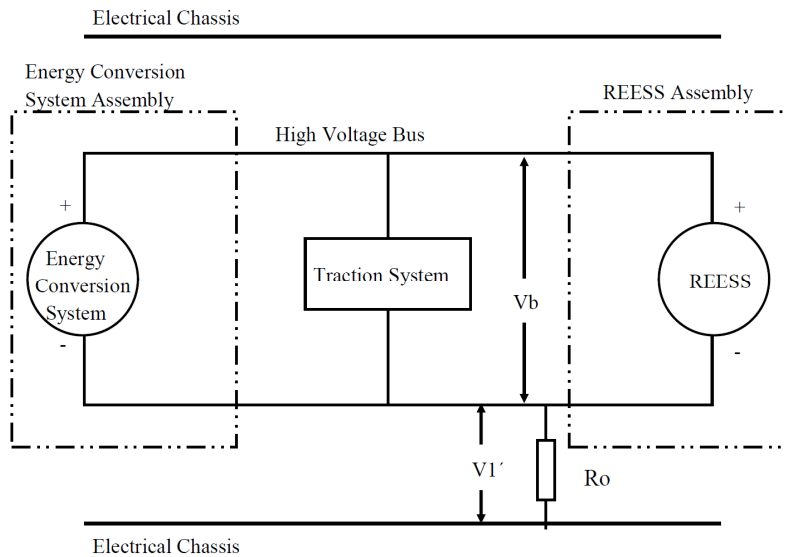 Electrical Chassis
Energy Conversion
System Assembly
REESS Assembly
High Voltage Bus
+
+
Energy
Conversion
System
Traction System
REESS
Vb
-
-
V1´
Ro
Electrical Chassis